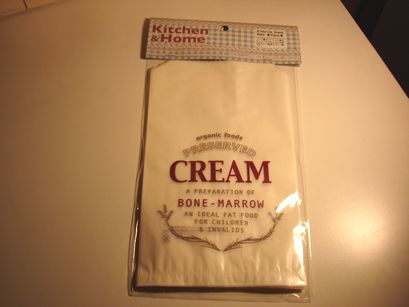 Kitchen
& Home
organic foods
PRESERVED
CREAM
A PREPARATION OF
BONE-MARROW
AN IDEAL FAT FOOD
FOR CHILDREN
& INVALIDS